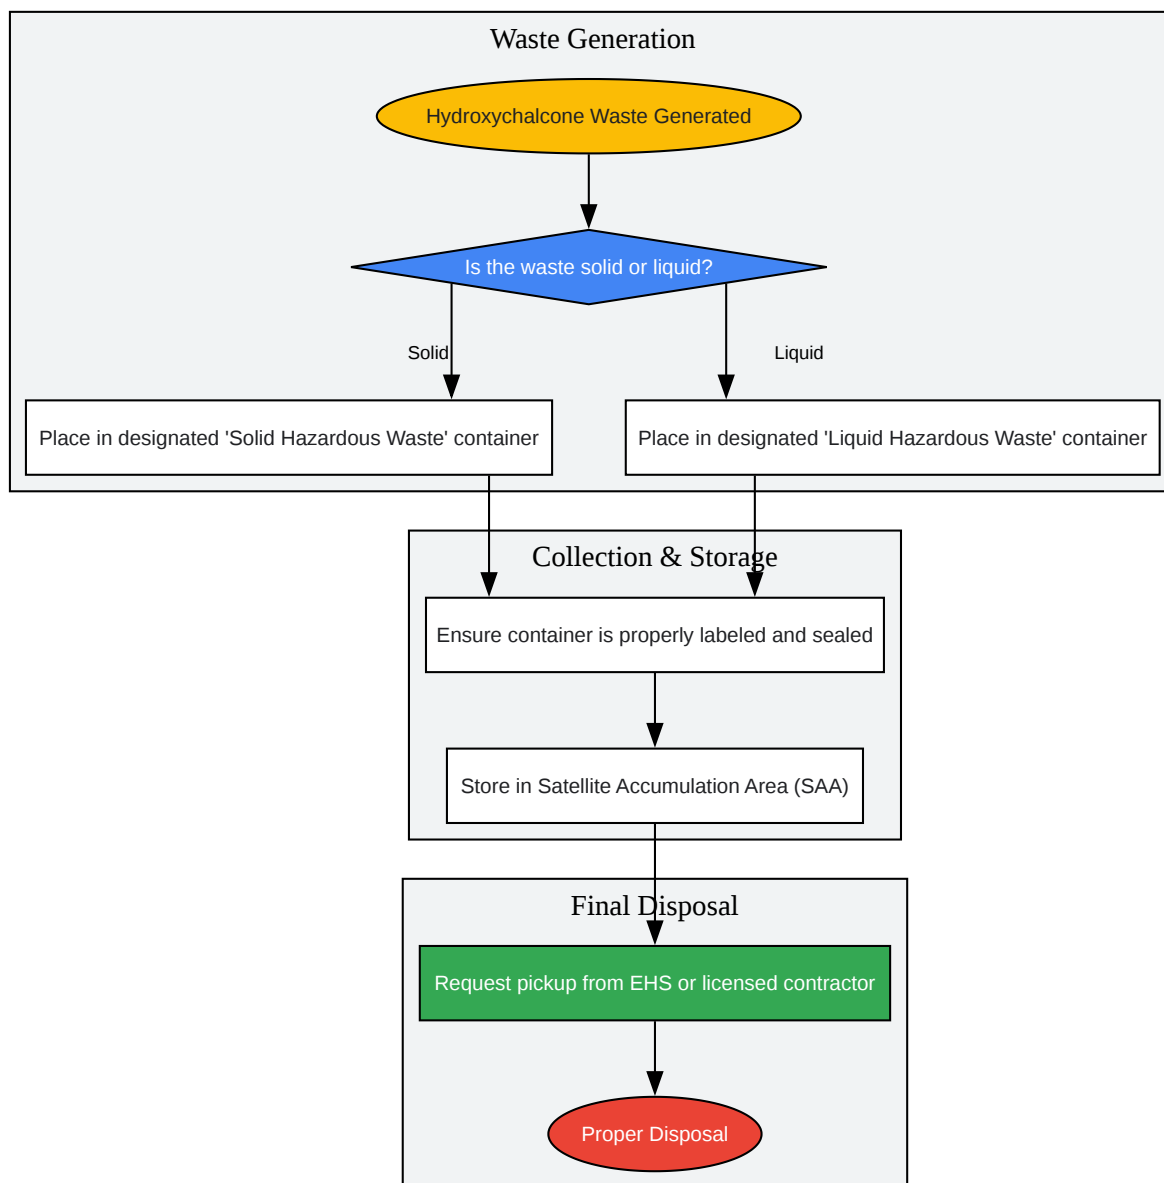 Waste Generation
Hydroxychalcone Waste Generated
Is the waste solid or liquid?
Solid
Liquid
Place in designated 'Solid Hazardous Waste' container
Place in designated 'Liquid Hazardous Waste' container
Collection & Storage
Ensure container is properly labeled and sealed
Store in Satellite Accumulation Area (SAA)
Final Disposal
Request pickup from EHS or licensed contractor
Proper Disposal